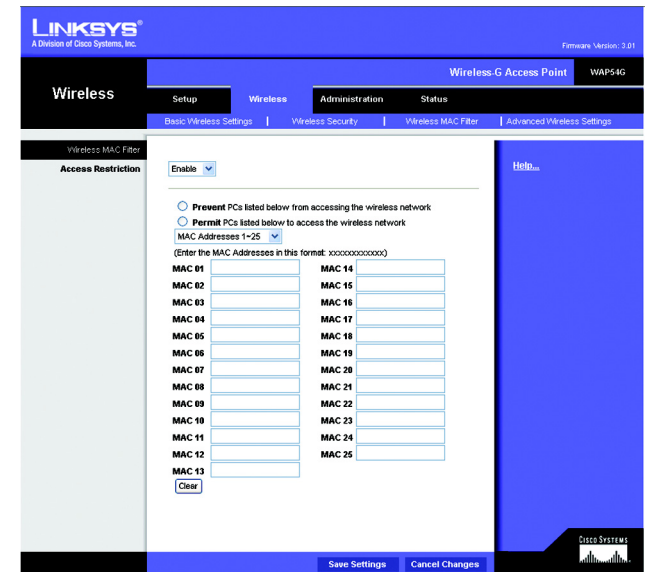 LINKSYS®
A Division of Cisco Systems, Inc.
Firmware Version: 3.01
Wireless-G Access Point WAP54G
Wireless
Setup Wireless Administration Status
Basic Wireless Settings | Wireless Security | Wireless MAC Filter | Advanced Wireless Settings
Wireless MAC Filter
Access Restriction
Enable
Help...
Prevent PCs listed below from accessing the wireless network
Permit PCs listed below to access the wireless network
MAC Addresses 1~25
(Enter the MAC Addresses in this format: xxxxxxxxxxxx)
MAC 01 MAC 14
MAC 02 MAC 15
MAC 03 MAC 16
MAC 04 MAC 17
MAC 05 MAC 18
MAC 06 MAC 19
MAC 07 MAC 20
MAC 08 MAC 21
MAC 09 MAC 22
MAC 10 MAC 23
MAC 11 MAC 24
MAC 12 MAC 25
MAC 13
Clear
CISCO SYSTEMS
Save Settings Cancel Changes